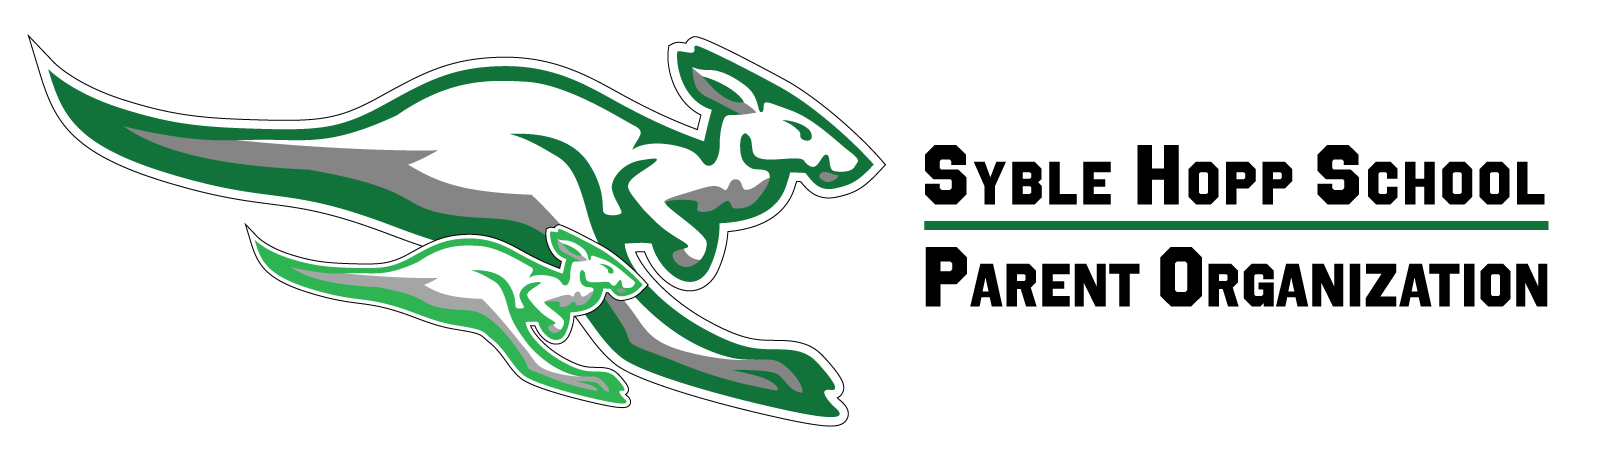 SYBLE HOPP SCHOOL
PARENT ORGANIZATION